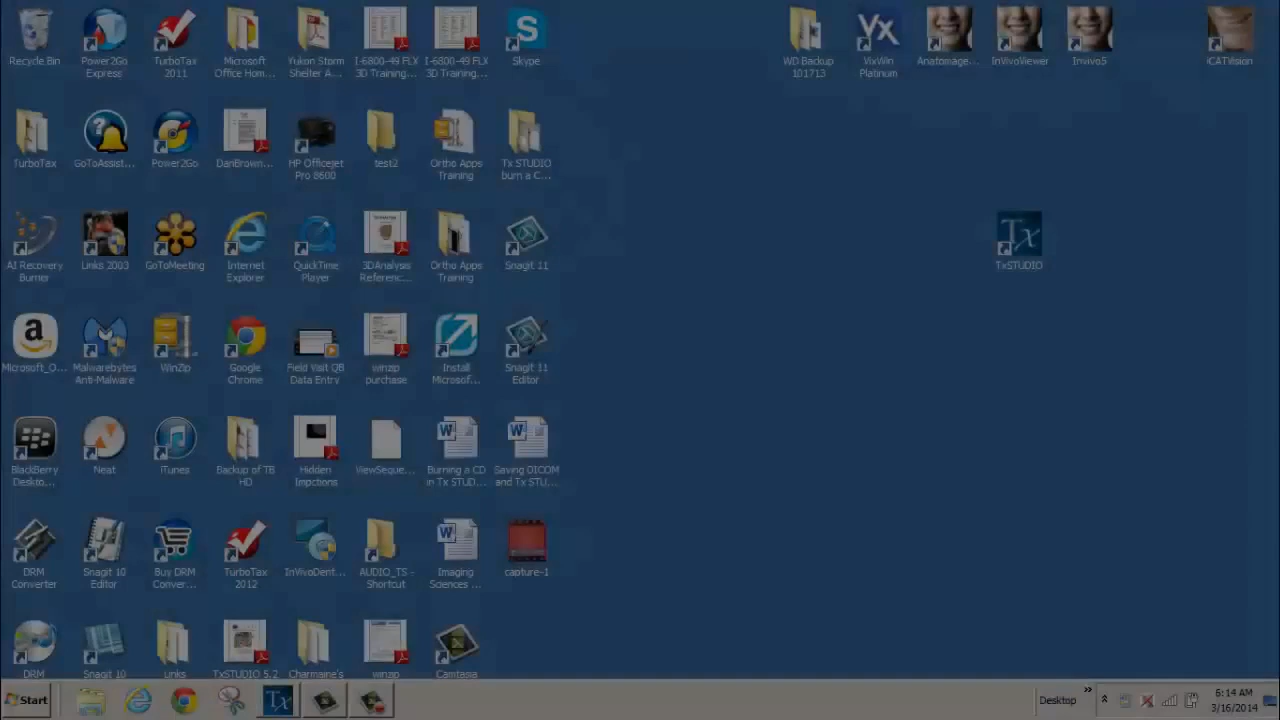 Recycle Bin
Power2Go
Express
TurboTax
2011
Microsoft
Office Hom...
Yukon Storm
Shelter A...
I-6800-49 FLX
3D Training...
I-6800-49 FLX
3D Training...
Skype
WD Backup
101713
VixWin
Platinum
Anatomage...
InVivoViewer
Invivo5
iCATVision
TurboTax
GoToAssist...
Power2Go
DanBrown...
HP Officejet
Pro 8600
test2
Ortho Apps
Training
Tx STUDIO
burn a C...
AI Recovery
Burner
Links 2003
GoToMeeting
Internet
Explorer
QuickTime
Player
3DAnalysis
Referenc...
Ortho Apps
Training
Snagit 11
Tx
TxSTUDIO
Microsoft_O...
Malwarebytes
Anti-Malware
WinZip
Google
Chrome
Field Visit QB
Data Entry
winzip
purchase
Install
Microsof...
Snagit 11
Editor
BlackBerry
Deskto...
Neat
iTunes
Backup of TB
HD
Hidden
Impctions
ViewSeque...
Burning a CD
in Tx STUD...
Saving DICOM
and Tx STU...
DRM
Converter
Snagit 10
Editor
Buy DRM
Conver...
TurboTax
2012
InVivoDent...
AUDIO_TS -
Shortcut
Imaging
Sciences ...
capture-1
DRM
Snagit 10
Links
TxSTUDIO 5.2
Charmaine's
winzip
Camtasia
Start
Tx
Desktop
6:14 AM
3/16/2014